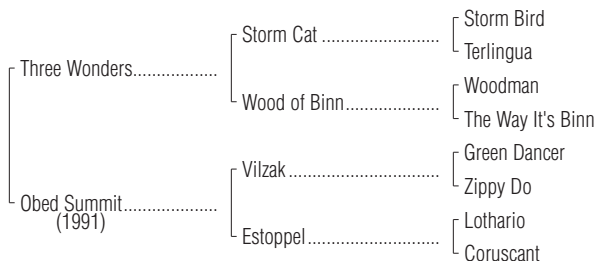 Storm Bird
Storm Cat ...........................
Terlingua
Three Wonders.................
Woodman
Wood of Binn......................
The Way It's Binn
Green Dancer
Vilzak ...................................
Zippy Do
Obed Summit...................
(1991)
Lothario
Estoppel...............................
Coruscant